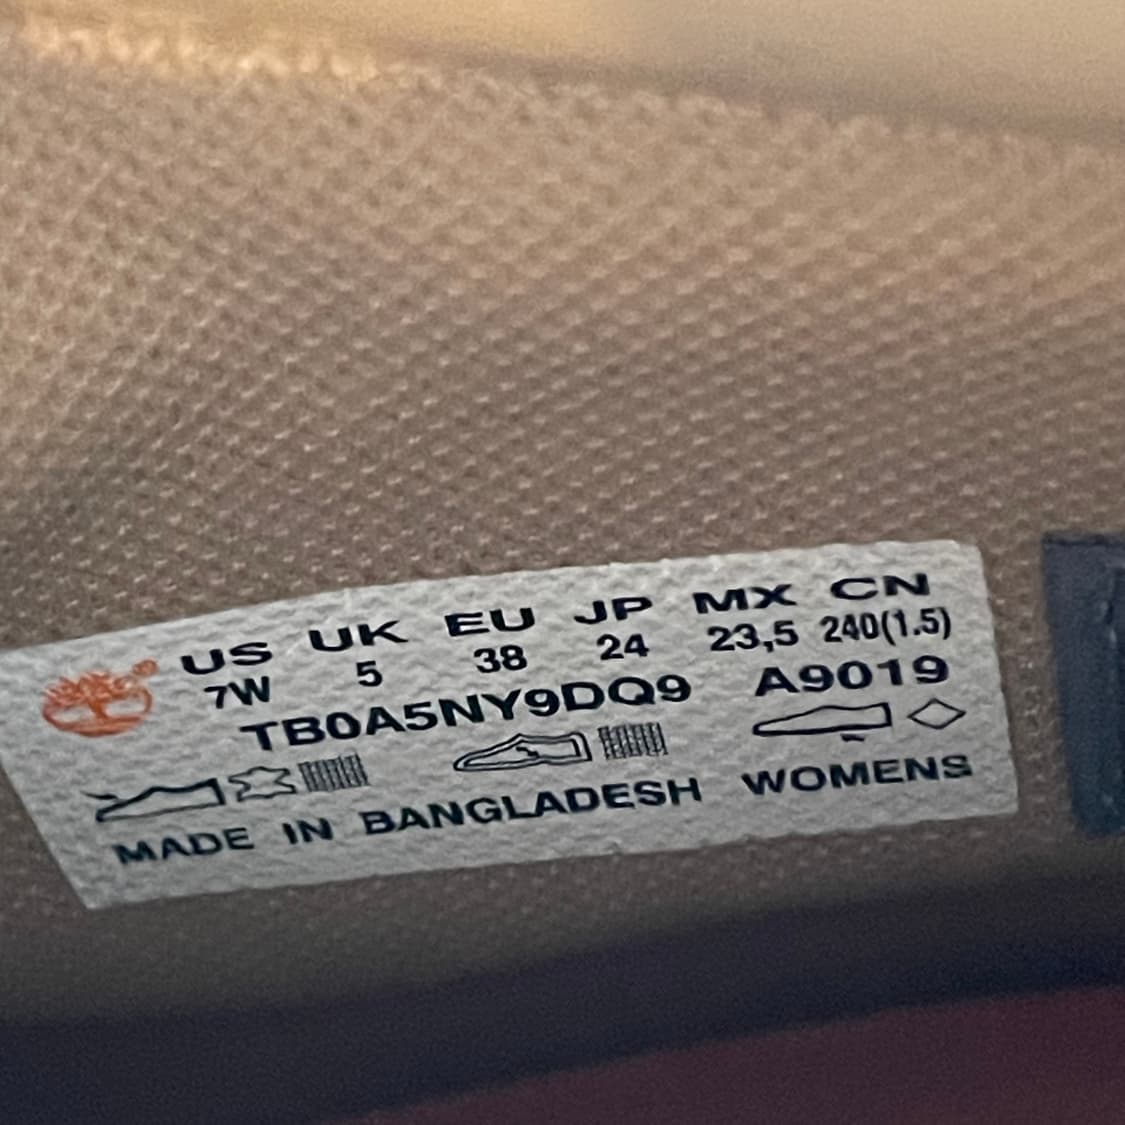 US UK EU JP MX CN
7W 5 38 24 23,5 240(1.5)
TB0A5NY9DQ9 A9019
MADE IN BANGLADESH WOMENS